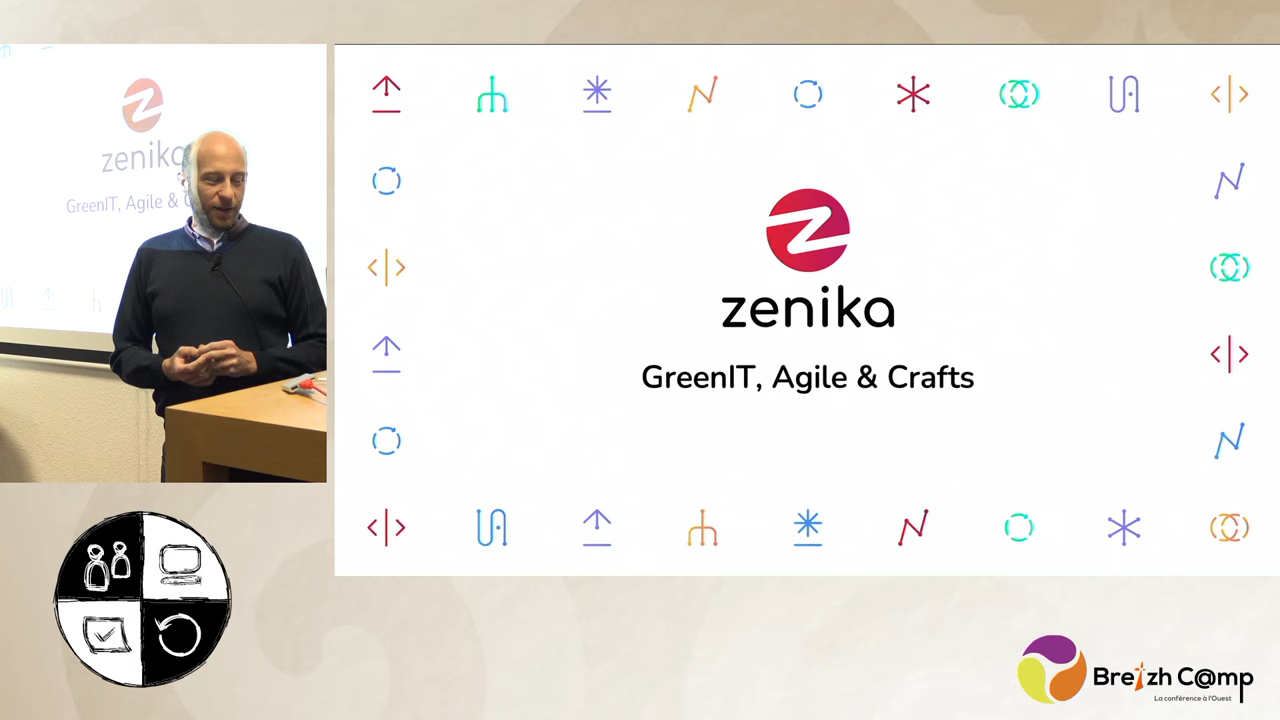 zenika
GreenIT, Agile &
zenika
GreenIT, Agile & Crafts
Breizh C@mp
La conférence à l'Ouest